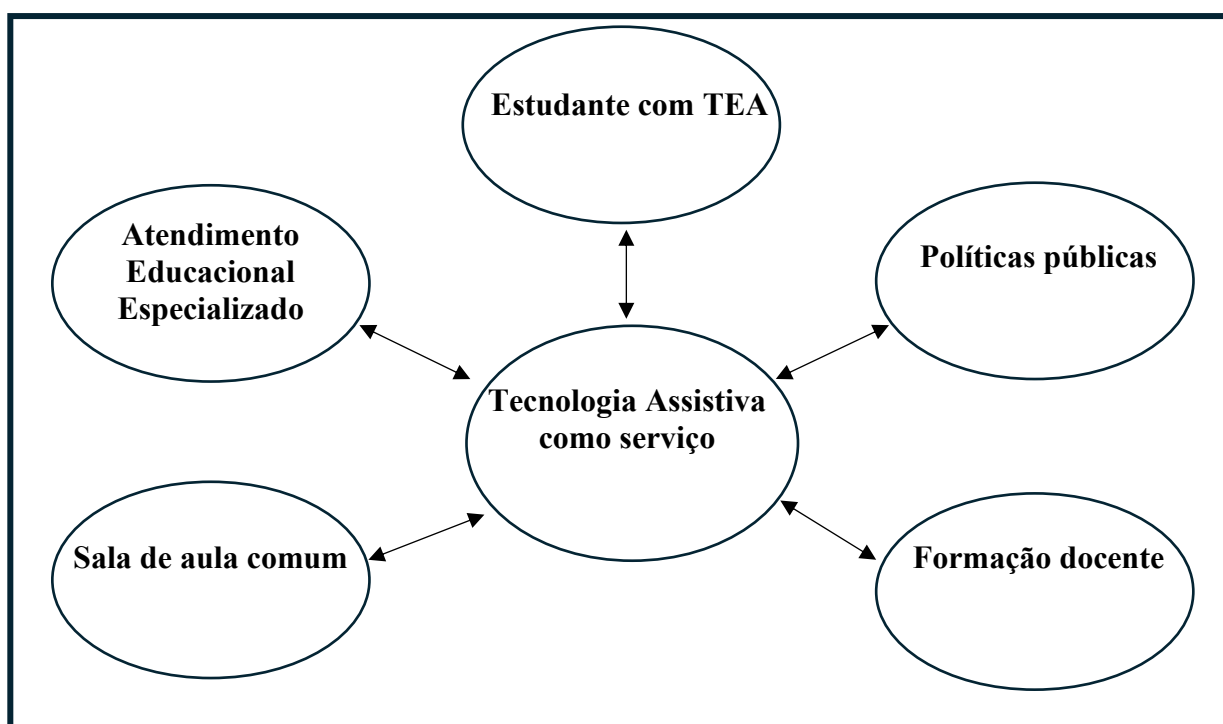 Estudante com TEA
Atendimento
Educacional
Especializado
Políticas públicas
Tecnologia Assistiva
como serviço
Sala de aula comum
Formação docente